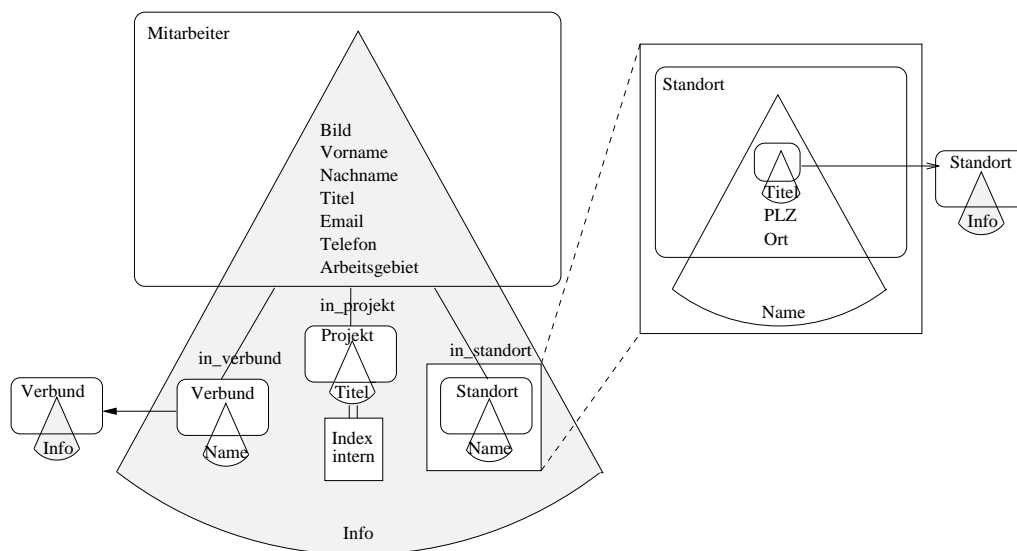 Mitarbeiter
Bild
Vorname
Nachname
Titel
Email
Telefon
Arbeitsgebiet
in_projekt
in_verbund
in_standort
Verbund
Info
Verbund
Name
Projekt
Titel
Index
intern
Standort
Name
Info
Standort
Titel
PLZ
Ort
Name
Standort
Info